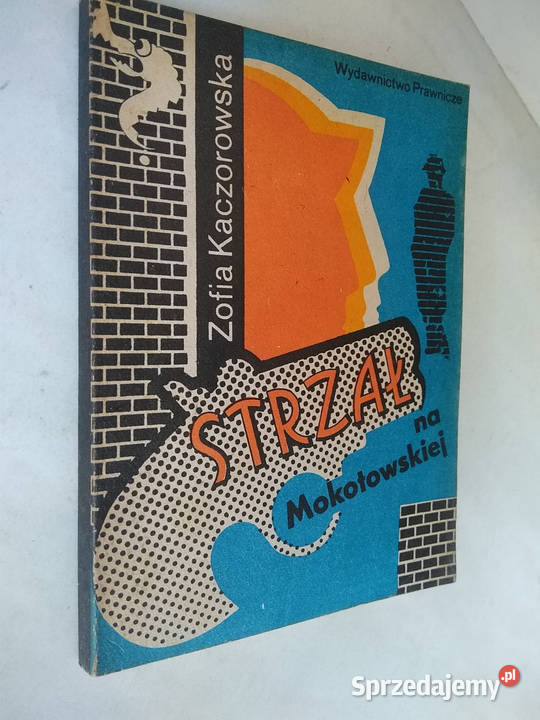 Wydawnictwo Prawnicze
Zofia Kaczorowska
STRZAŁ
na
Mokotowskiej
Sprzedajemy.pl